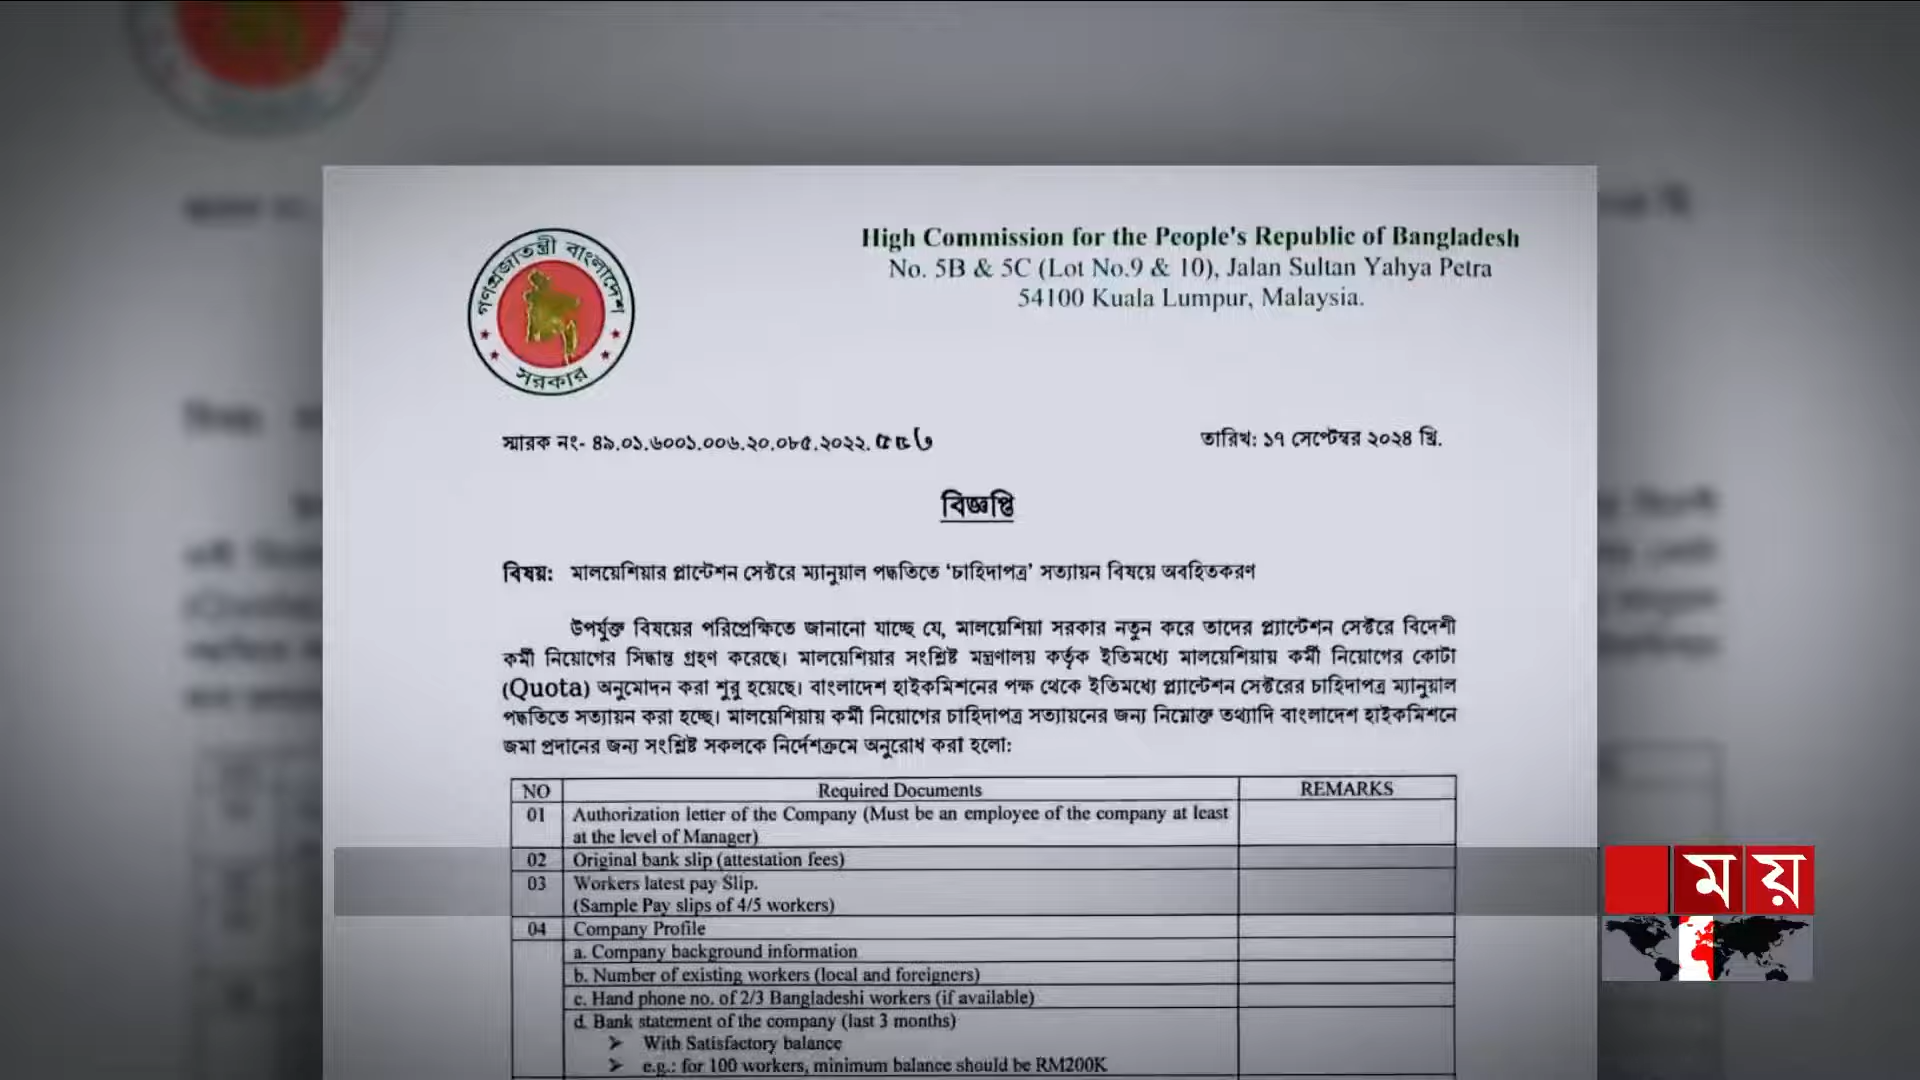 গণপ্রজাতন্ত্রী বাংলাদেশ
সরকার
High Commission for the People's Republic of Bangladesh
No. 5B & 5C (Lot No.9 & 10), Jalan Sultan Yahya Petra
54100 Kuala Lumpur, Malaysia.
স্মারক নং- ৪৯.০১.৬০০১.০০৬.২০.০৮৫.২০২২.
তারিখ: ১৭ সেপ্টেম্বর ২০২৪ খ্রি.
বিজ্ঞপ্তি
বিষয়: মালয়েশিয়ার প্লান্টেশন সেক্টরে ম্যানুয়াল পদ্ধতিতে ‘চাহিদাপত্র’ সত্যায়ন বিষয়ে অবহিতকরণ
উপর্যুক্ত বিষয়ের পরিপ্রেক্ষিতে জানানো যাচ্ছে যে, মালয়েশিয়া সরকার নতুন করে তাদের প্ল্যান্টেশন সেক্টরে বিদেশী
কর্মী নিয়োগের সিদ্ধান্ত গ্রহণ করেছে। মালয়েশিয়ার সংশ্লিষ্ট মন্ত্রণালয় কর্তৃক ইতিমধ্যে মালয়েশিয়ায় কর্মী নিয়োগের কোটা
(Quota) অনুমোদন করা শুরু হয়েছে। বাংলাদেশ হাইকমিশনের পক্ষ থেকে ইতিমধ্যে প্ল্যান্টেশন সেক্টরের চাহিদাপত্র ম্যানুয়াল
পদ্ধতিতে সত্যায়ন করা হচ্ছে। মালয়েশিয়ায় কর্মী নিয়োগের চাহিদাপত্র সত্যায়নের জন্য নিম্নোক্ত তথ্যাদি বাংলাদেশ হাইকমিশনে
জমা প্রদানের জন্য সংশ্লিষ্ট সকলকে নির্দেশক্রমে অনুরোধ করা হলো:
NO Required Documents REMARKS
01 Authorization letter of the Company (Must be an employee of the company at least
at the level of Manager)
02 Original bank slip (attestation fees)
03 Workers latest pay Slip.
(Sample Pay slips of 4/5 workers)
04 Company Profile
a. Company background information
b. Number of existing workers (local and foreigners)
c. Hand phone no. of 2/3 Bangladeshi workers (if available)
d. Bank statement of the company (last 3 months)
➢ With Satisfactory balance
➢ e.g.: for 100 workers, minimum balance should be RM200K
ময়